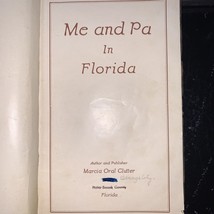 Me and Pa
In
Florida
Author and Publisher
Marcia Oral Clutter
Florida